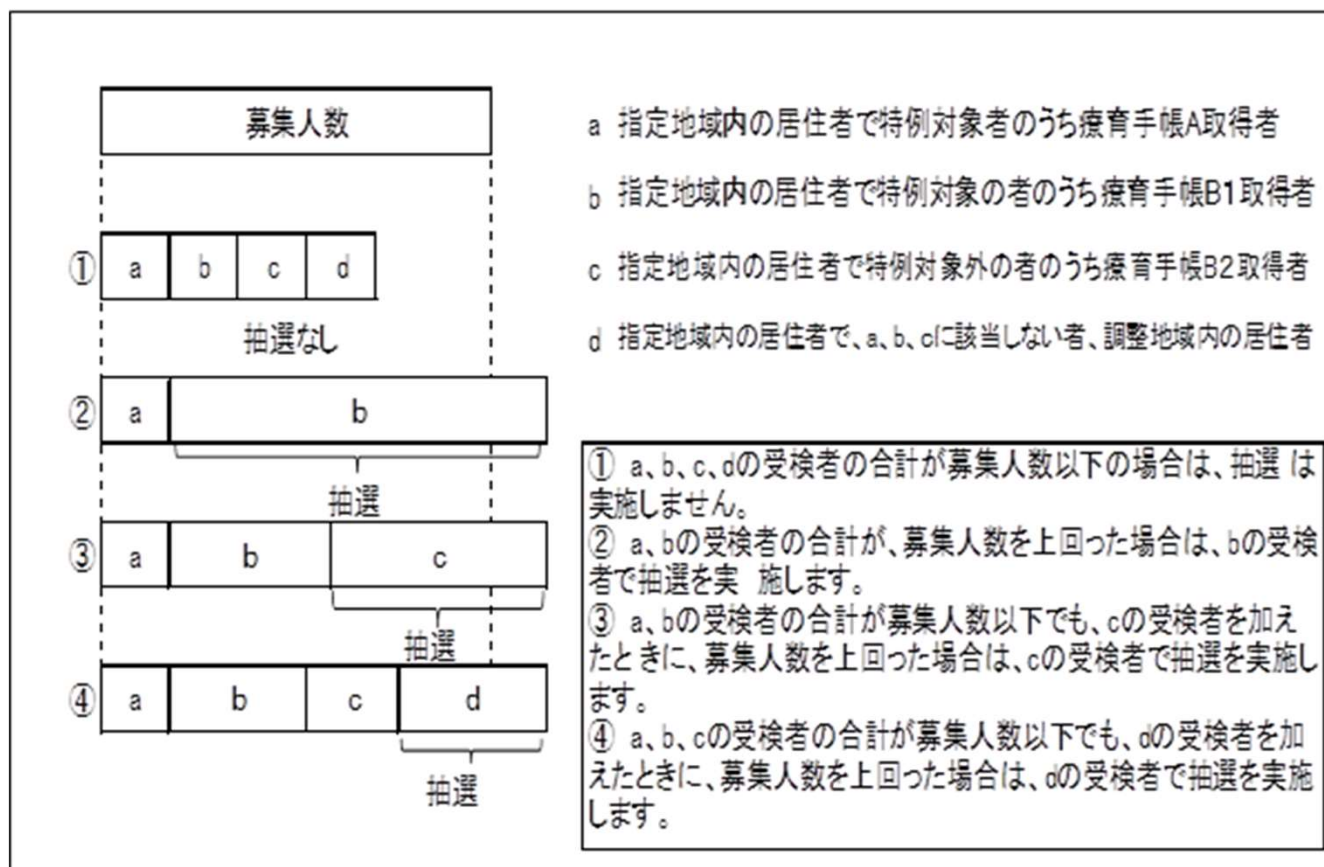 募集人数
a 指定地域内の居住者で特例対象者のうち療育手帳A取得者
b 指定地域内の居住者で特例対象の者のうち療育手帳B1取得者
c 指定地域内の居住者で特例対象外の者のうち療育手帳B2取得者
d 指定地域内の居住者で、a、b、cに該当しない者、調整地域内の居住者
① a b c d
抽選なし
② a b
抽選
③ a b c
抽選
④ a b c d
抽選
① a、b、c、dの受検者の合計が募集人数以下の場合は、抽選 は
実施しません。
② a、bの受検者の合計が、募集人数を上回った場合は、bの受検
者で抽選を実 施します。
③ a、bの受検者の合計が募集人数以下でも、cの受検者を加え
たときに、募集人数を上回った場合は、cの受検者で抽選を実施し
ます。
④ a、b、cの受検者の合計が募集人数以下でも、dの受検者を加
えたときに、募集人数を上回った場合は、dの受検者で抽選を実施
します。